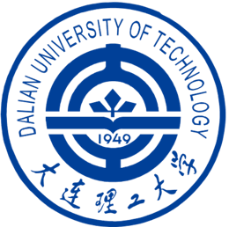 DALIAN UNIVERSITY OF TECHNOLOGY
1949
大连理工大学